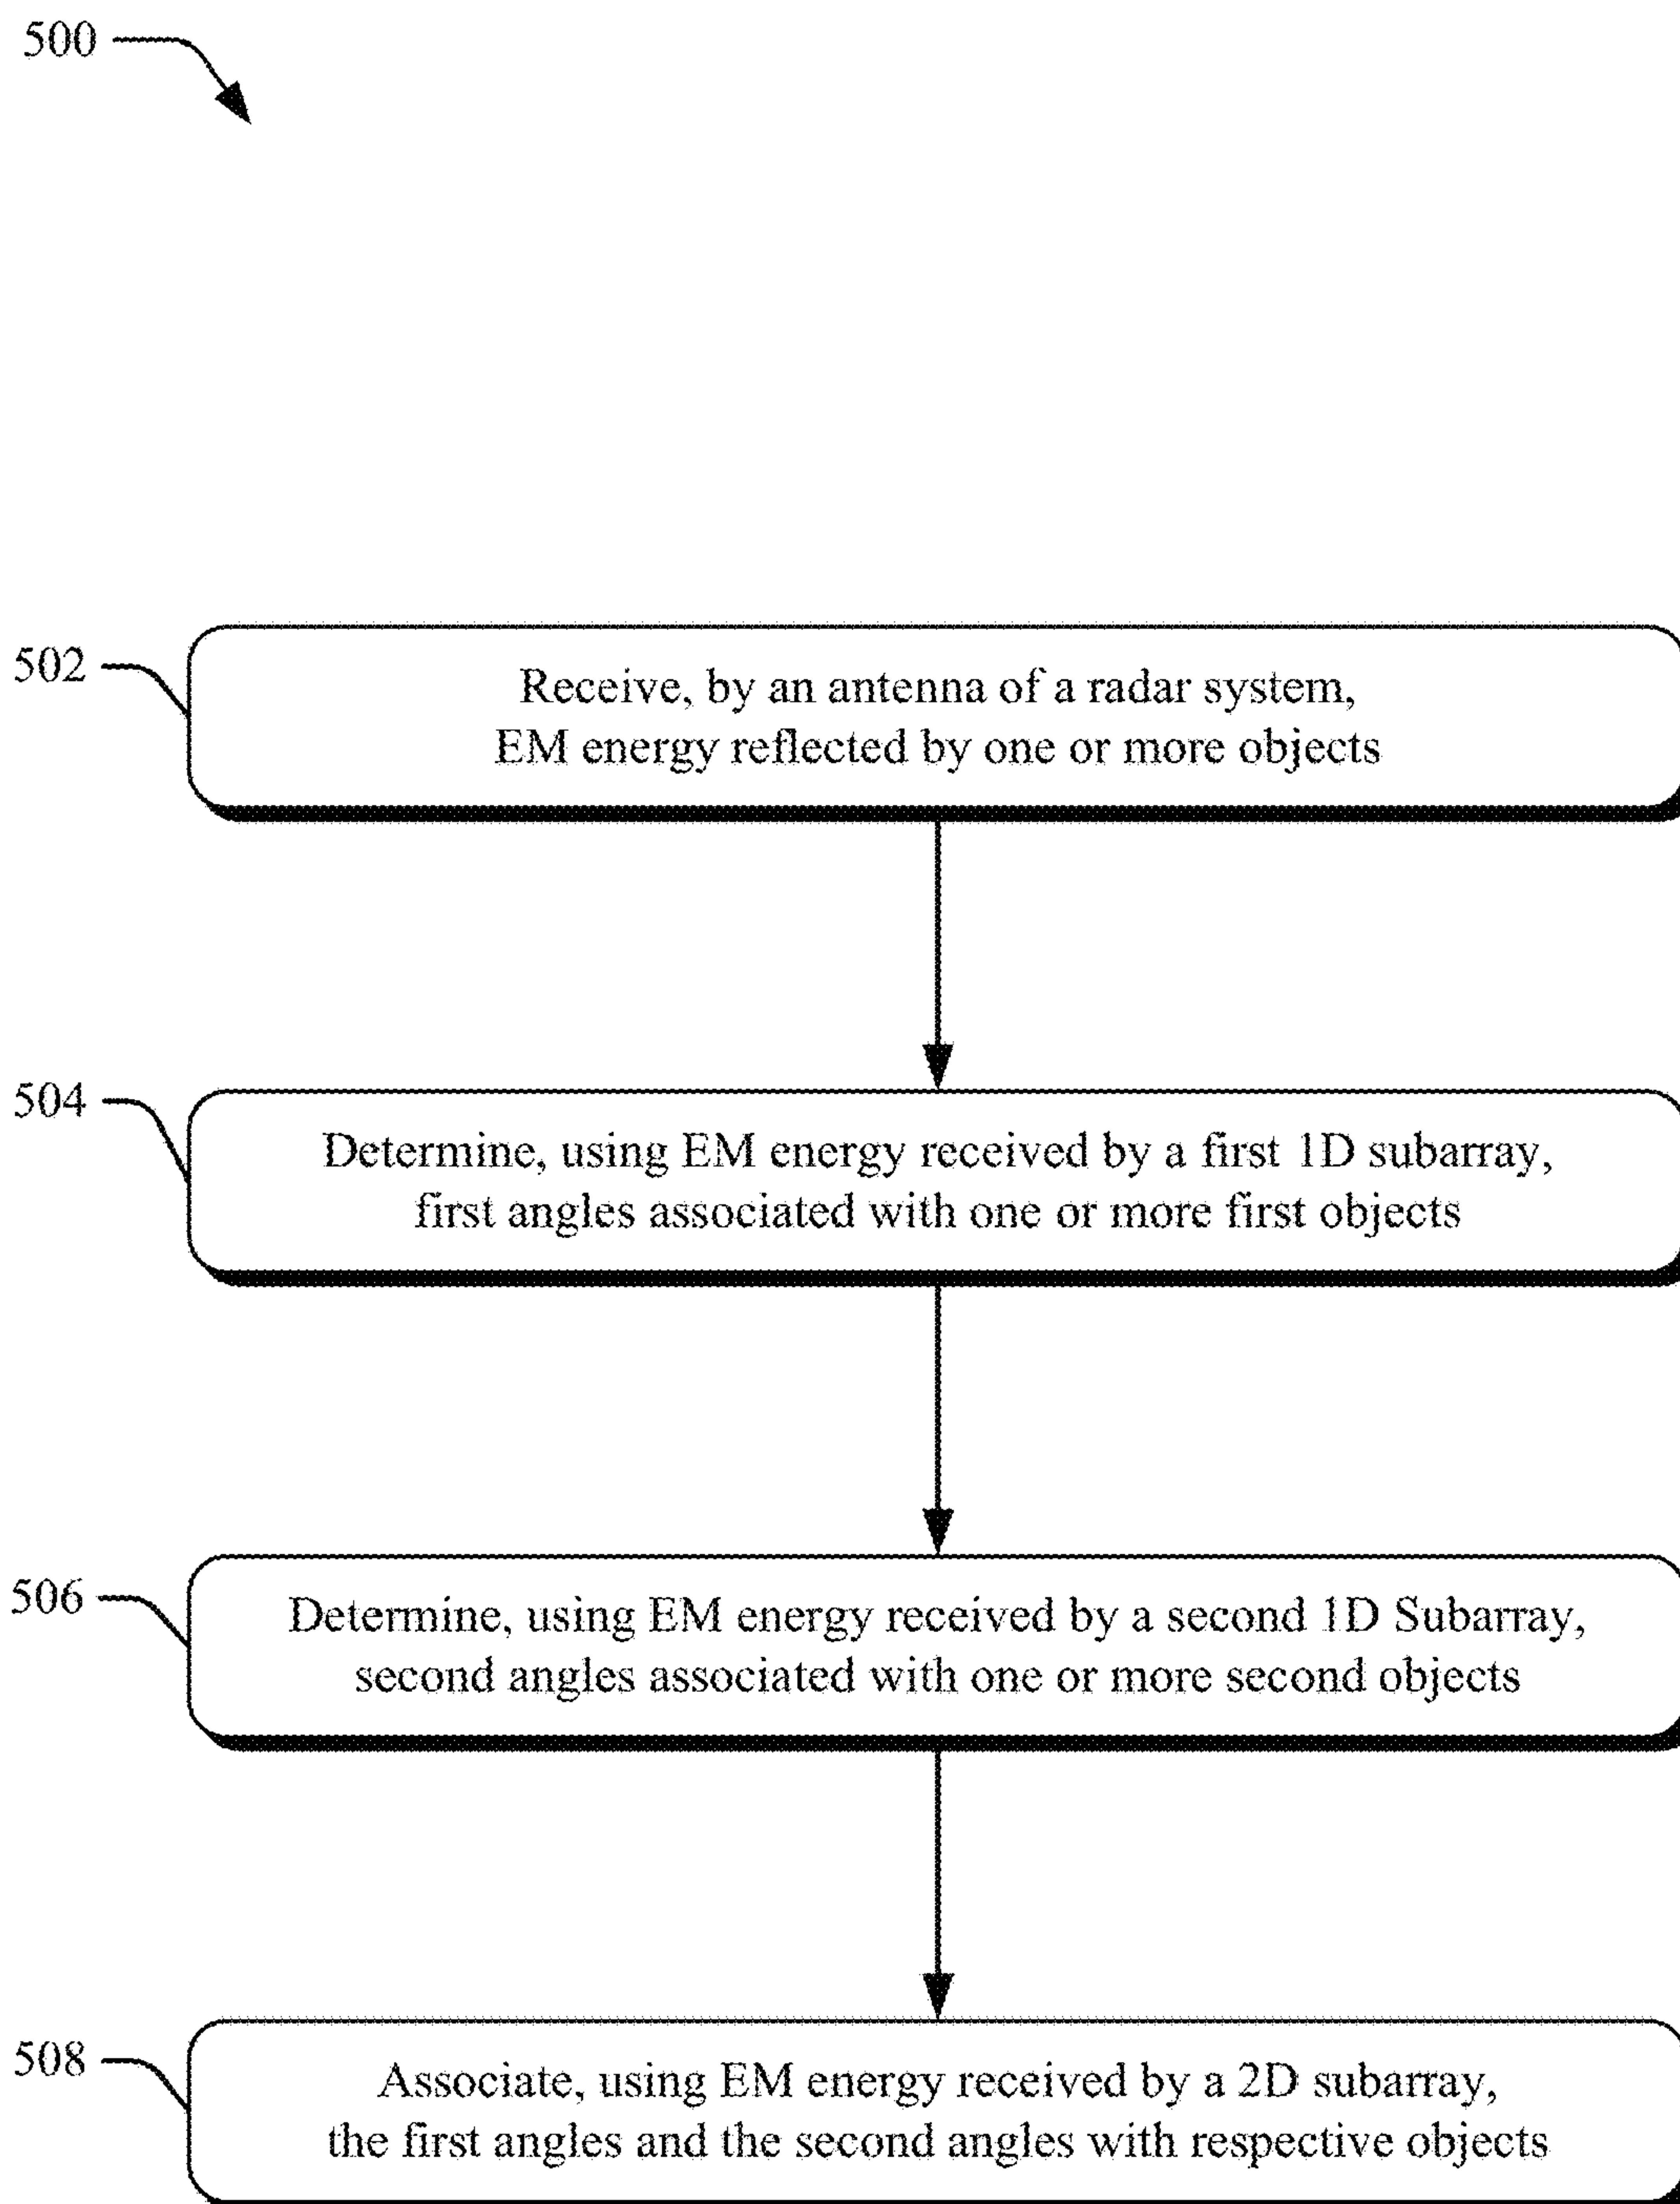 500
502
Receive, by an antenna of a radar system,
EM energy reflected by one or more objects
504
Determine, using EM energy received by a first 1D subarray,
first angles associated with one or more first objects
506
Determine, using EM energy received by a second 1D Subarray,
second angles associated with one or more second objects
508
Associate, using EM energy received by a 2D subarray,
the first angles and the second angles with respective objects